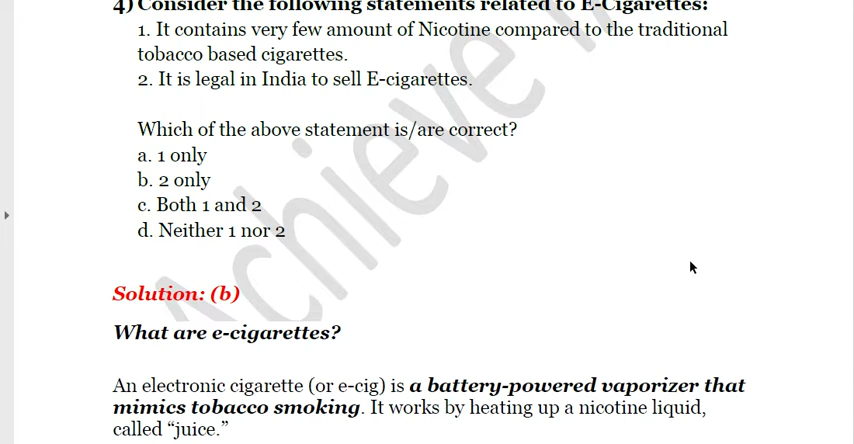 4) Consider the following statements related to E-Cigarettes:
1. It contains very few amount of Nicotine compared to the traditional
tobacco based cigarettes.
2. It is legal in India to sell E-cigarettes.
Which of the above statement is/are correct?
a. 1 only
b. 2 only
c. Both 1 and 2
d. Neither 1 nor 2
Solution: (b)
What are e-cigarettes?
An electronic cigarette (or e-cig) is a battery-powered vaporizer that
mimics tobacco smoking. It works by heating up a nicotine liquid,
called “juice.”
Achieve